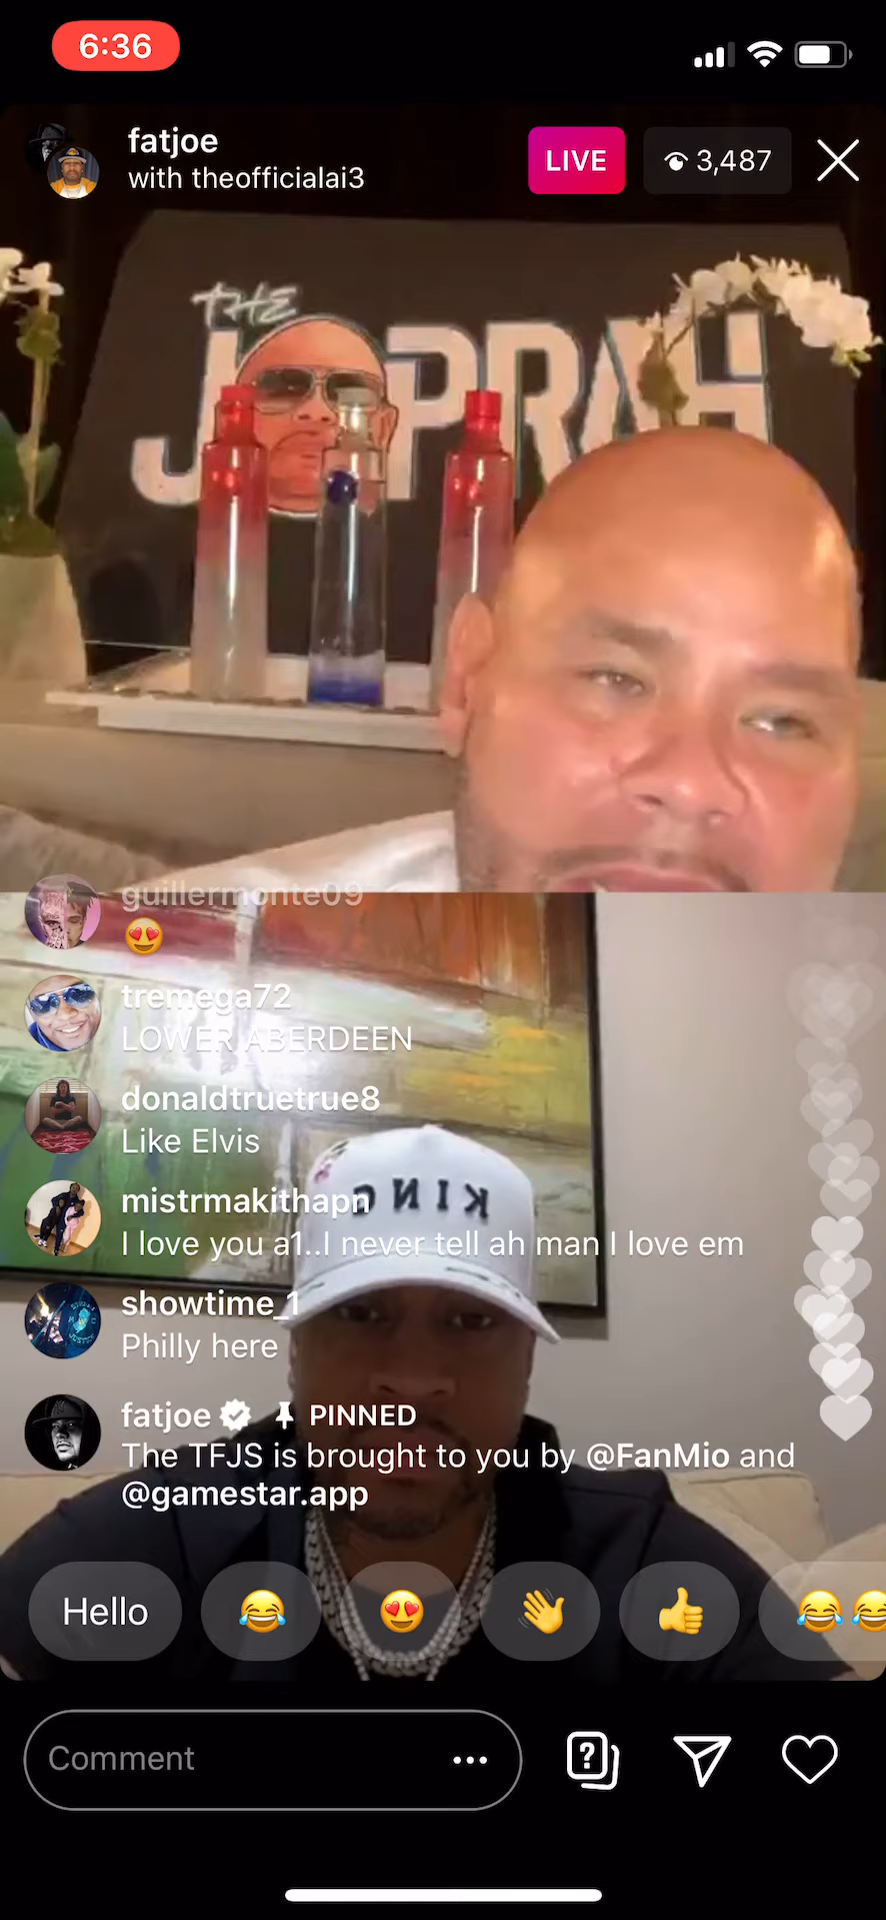 6:36
fatjoe
with theofficialai3
LIVE
3,487
THE
JOPRAH
guillermonte09
😍
tremega72
LOWER ABERDEEN
donaldtruetrue8
Like Elvis
KING
mistrmakithapn
I love you a1..I never tell ah man I love em
showtime_1
Philly here
fatjoe PINNED
The TFJS is brought to you by @FanMio and
@gamestar.app
Hello 😂 😍 👋 👍 😂 😂
Comment ...
?